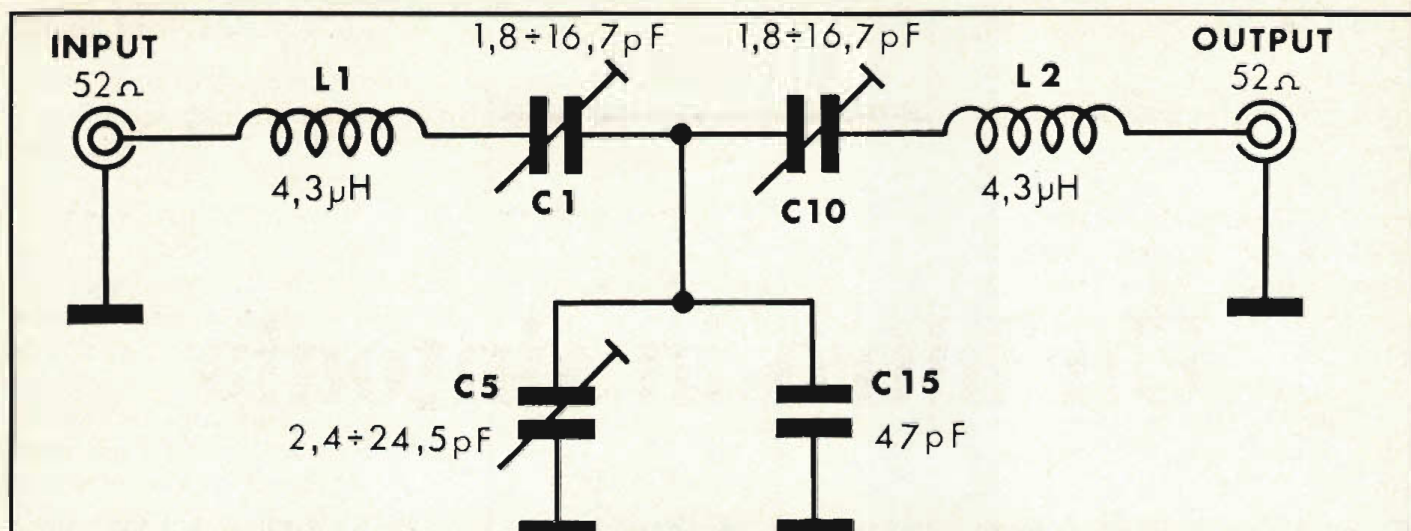 INPUT
52Ω
L1
4,3µH
1,8÷16,7pF
C1
1,8÷16,7pF
C10
L2
4,3µH
OUTPUT
52Ω
C5
2,4÷24,5pF
C15
47pF